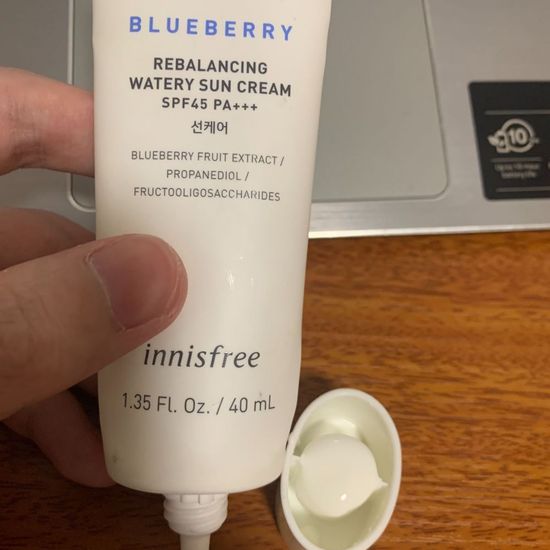 BLUEBERRY
REBALANCING
WATERY SUN CREAM
SPF45 PA+++
선케어
BLUEBERRY FRUIT EXTRACT /
PROPANEDIOL /
FRUCTOOLIGOSACCHARIDES
innisfree
1.35 Fl. Oz. / 40 mL
10